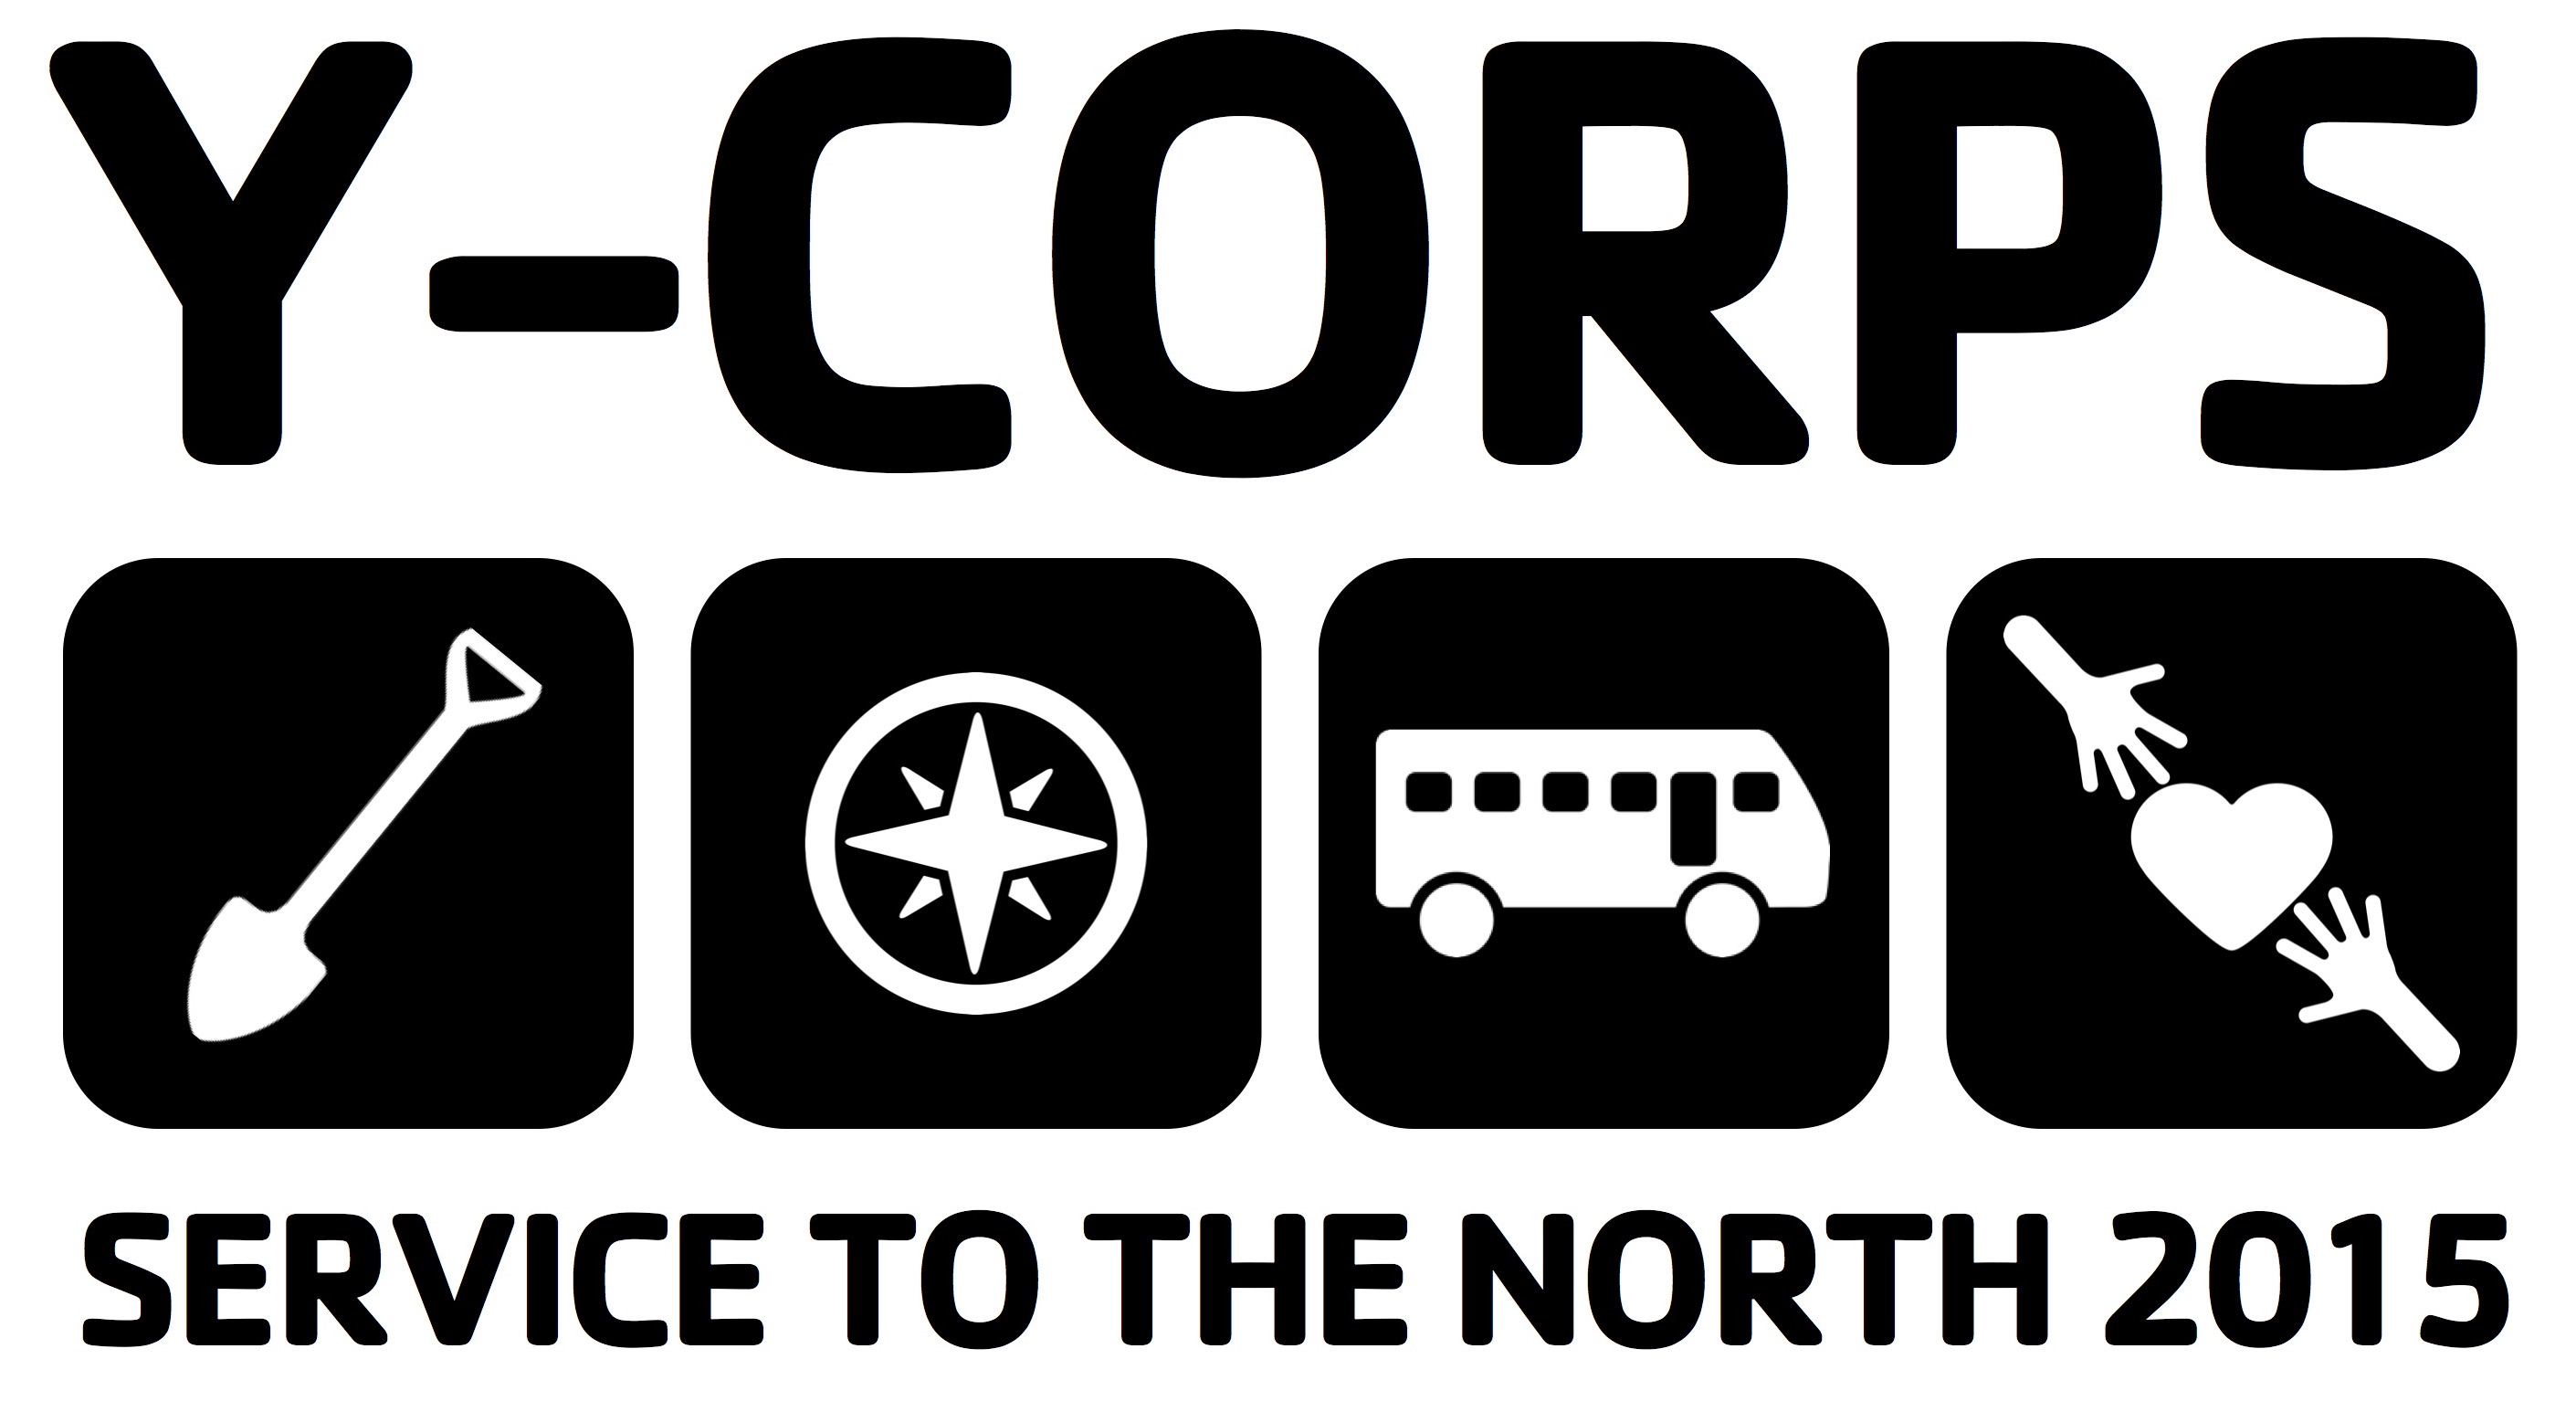 Y-CORPS
SERVICE TO THE NORTH 2015